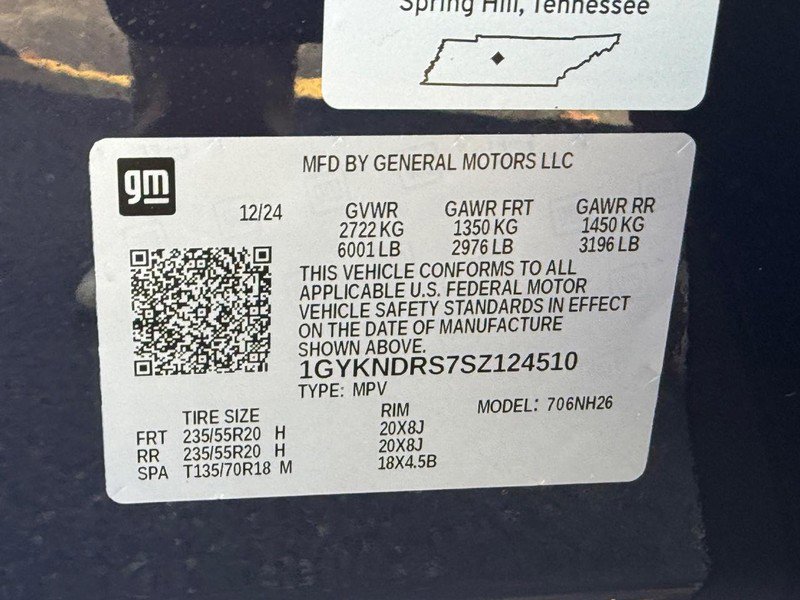 Spring Hill, Tennessee
gm
MFD BY GENERAL MOTORS LLC
12/24 GVWR GAWR FRT GAWR RR
2722 KG 1350 KG 1450 KG
6001 LB 2976 LB 3196 LB
THIS VEHICLE CONFORMS TO ALL
APPLICABLE U.S. FEDERAL MOTOR
VEHICLE SAFETY STANDARDS IN EFFECT
ON THE DATE OF MANUFACTURE
SHOWN ABOVE.
1GYKNDRS7SZ124510
TYPE: MPV MODEL: 706NH26
TIRE SIZE RIM
FRT 235/55R20 H 20X8J
RR 235/55R20 H 20X8J
SPA T135/70R18 M 18X4.5B